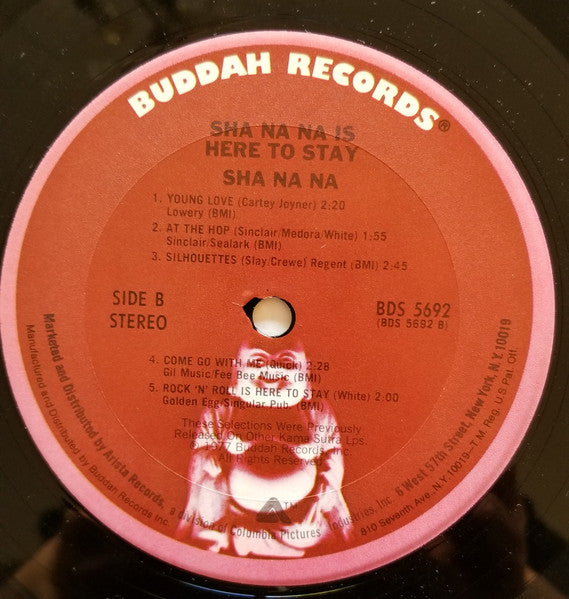 BUDDAH RECORDS®
SHA NA NA IS
HERE TO STAY
SHA NA NA
1. YOUNG LOVE (Cartey/Joyner) 2:20
Lowery (BMI)
2. AT THE HOP (Sinclair/Medora/White) 1:55
Sinclair/Sealark (BMI)
3. SILHOUETTES (Slay/Crewe) Regent (BMI) 2:45
SIDE B
STEREO
BDS 5692
(BDS 5692 B)
4. COME GO WITH ME (Quick) 2:28
Gil Music/Fee Bee Music (BMI)
5. ROCK 'N' ROLL IS HERE TO STAY (White) 2:00
Golden Egg/Singular Pub. (BMI)
These Selections Were Previously
Released On Other Kama Sutra Lps.
© 1977 Buddah Records, Inc.
All Rights Reserved
TM
Marketed and Distributed by Arista Records, a division of Columbia Pictures Industries, Inc. 6 West 57th Street, New York, N.Y. 10019
Manufactured and Distributed by Buddah Records Inc. 810 Seventh Ave.-N.Y. N.Y. 10019-T.M. Reg. U.S. Pat. Off.